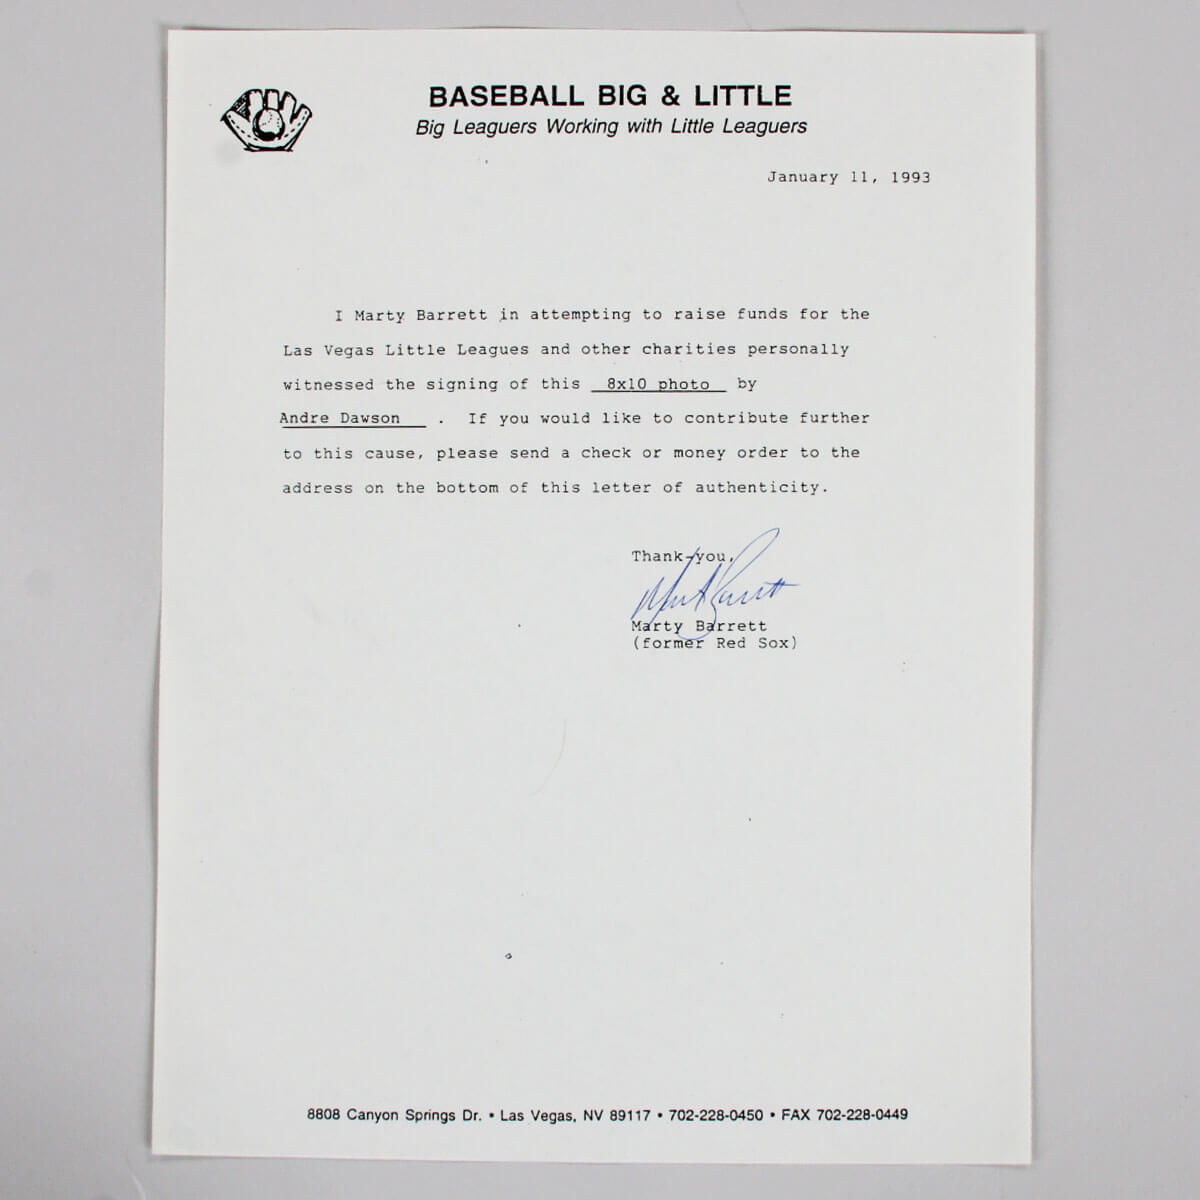 BASEBALL BIG & LITTLE
Big Leaguers Working with Little Leaguers
January 11, 1993
I Marty Barrett in attempting to raise funds for the
Las Vegas Little Leagues and other charities personally
witnessed the signing of this 8x10 photo by
Andre Dawson . If you would like to contribute further
to this cause, please send a check or money order to the
address on the bottom of this letter of authenticity.
Thank-you,
Marty Barrett
Marty Barrett
(former Red Sox)
8808 Canyon Springs Dr. • Las Vegas, NV 89117 • 702-228-0450 • FAX 702-228-0449